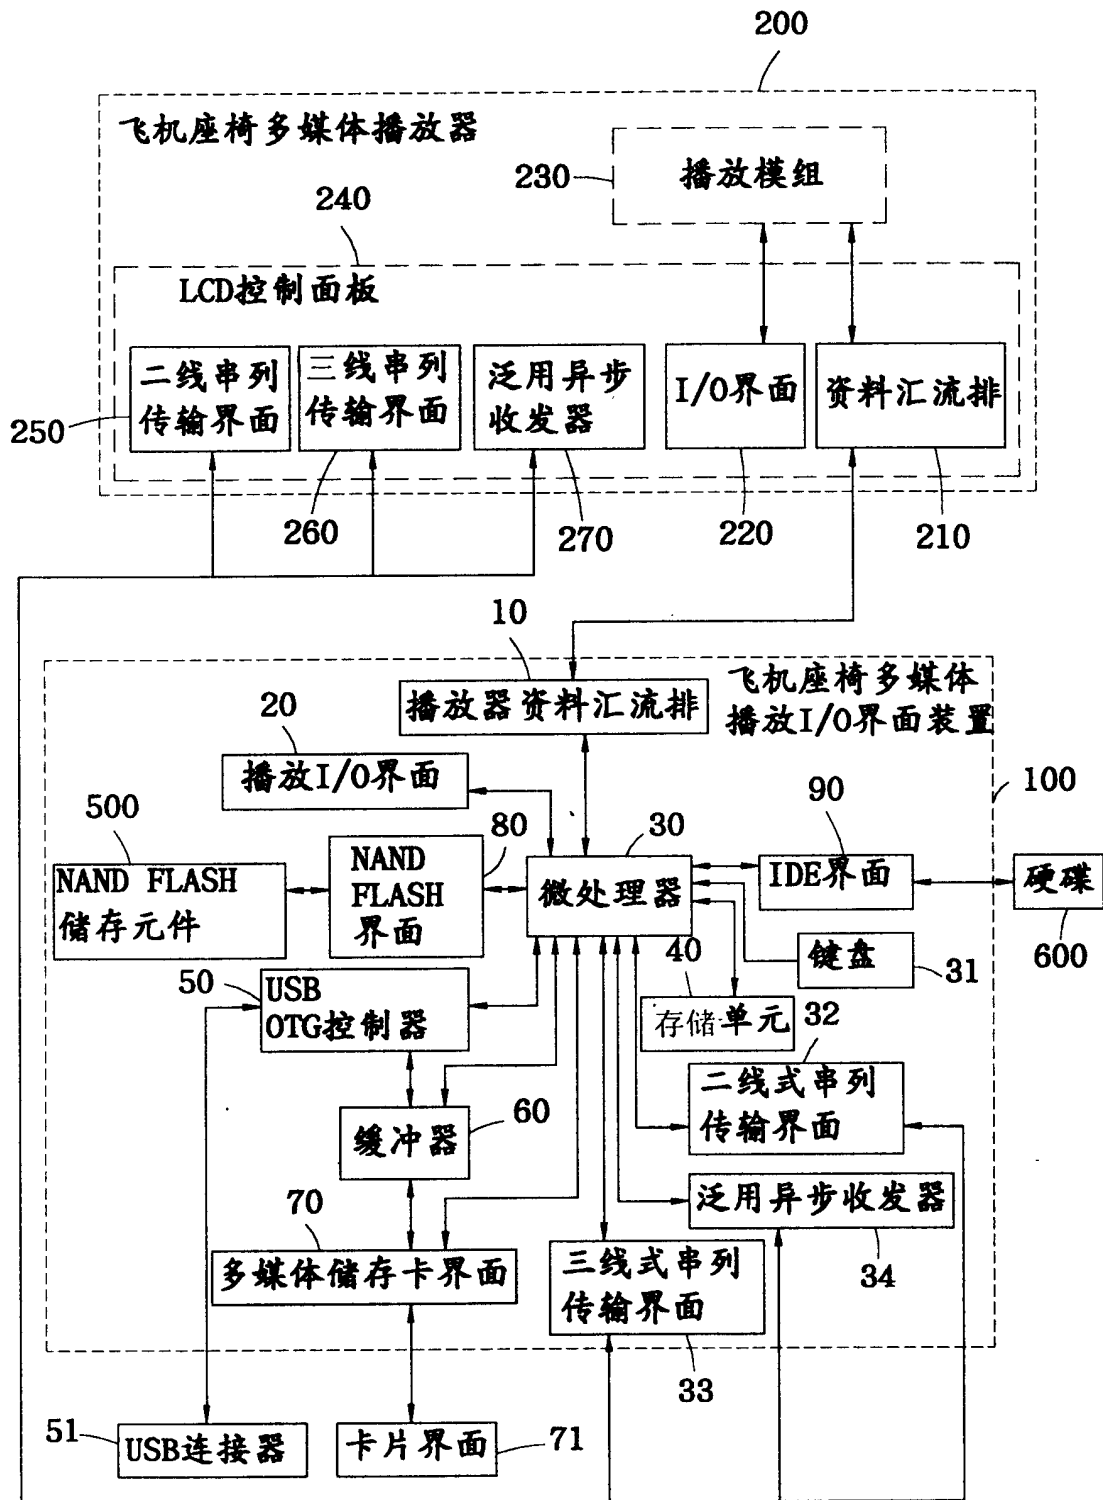 200
飞机座椅多媒体播放器
230
播放模组
240
LCD控制面板
二线串列
传输界面
三线串列
传输界面
泛用异步
收发器
I/O界面
资料汇流排
250
260
270
220
210
10
飞机座椅多媒体
播放I/O界面装置
播放器资料汇流排
20
播放I/O界面
100
500
80
30
90
NAND FLASH
储存元件
NAND
FLASH
界面
微处理器
IDE界面
硬碟
600
键盘
31
50
USB
OTG控制器
40
存储单元
32
二线式串列
传输界面
60
缓冲器
泛用异步收发器
34
70
多媒体储存卡界面
三线式串列
传输界面
33
51
USB连接器
卡片界面
71